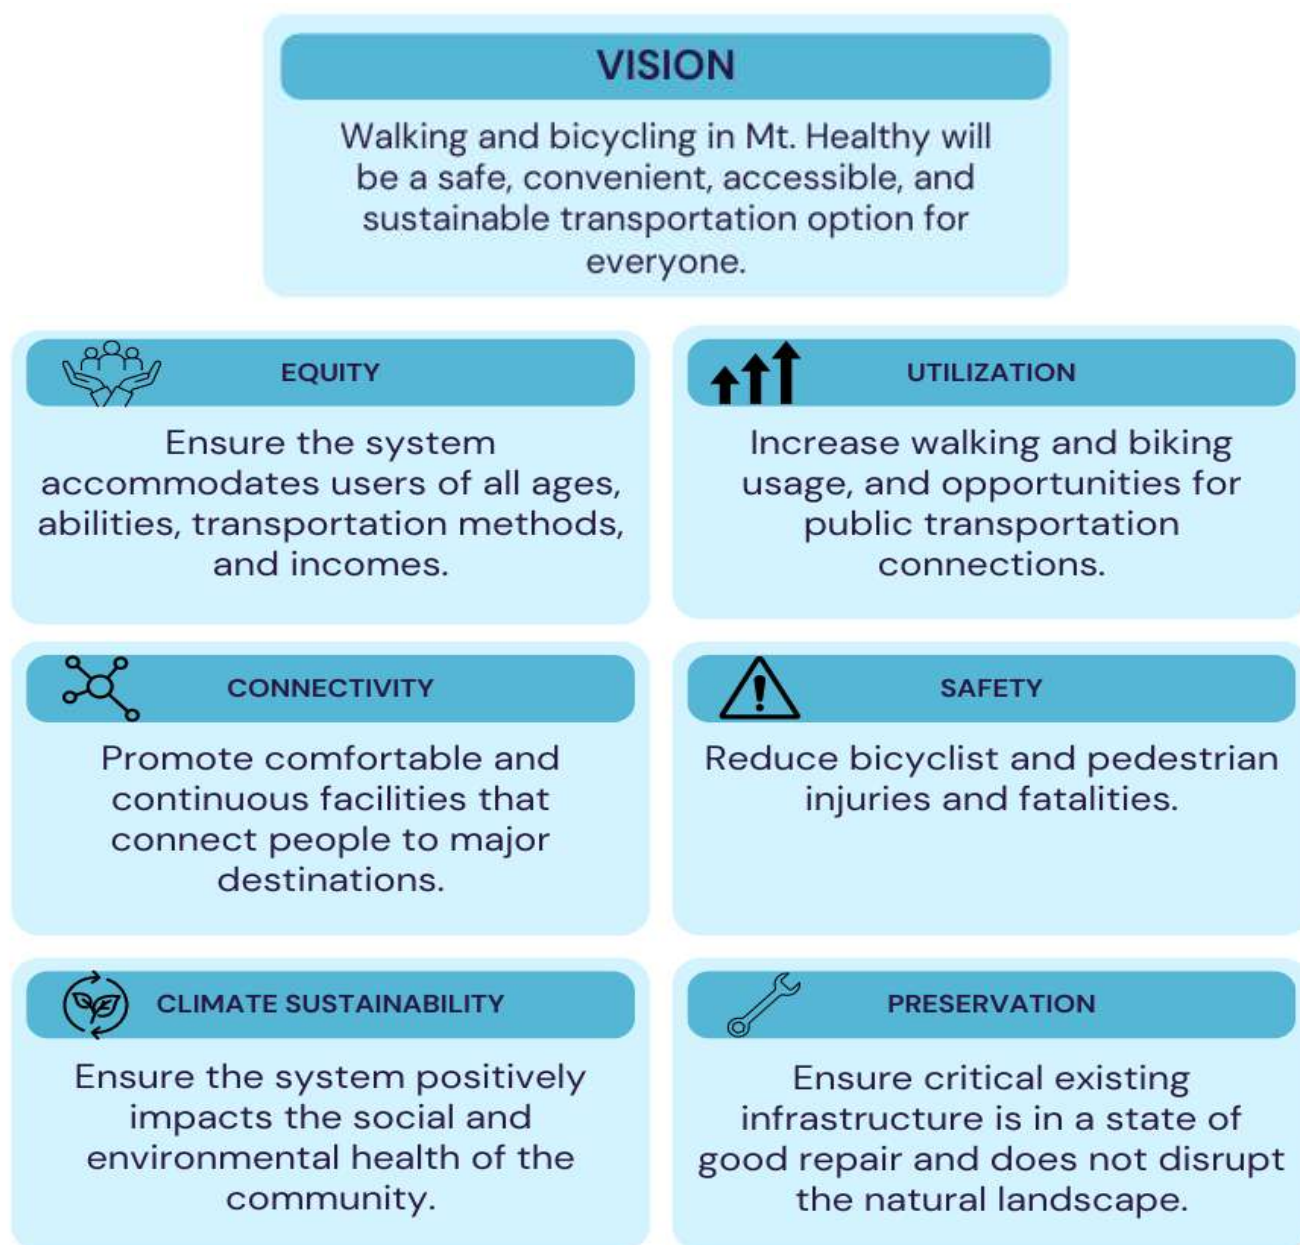 VISION
Walking and bicycling in Mt. Healthy will
be a safe, convenient, accessible, and
sustainable transportation option for
everyone.
EQUITY
Ensure the system
accommodates users of all ages,
abilities, transportation methods,
and incomes.
UTILIZATION
Increase walking and biking
usage, and opportunities for
public transportation
connections.
CONNECTIVITY
Promote comfortable and
continuous facilities that
connect people to major
destinations.
SAFETY
Reduce bicyclist and pedestrian
injuries and fatalities.
CLIMATE SUSTAINABILITY
Ensure the system positively
impacts the social and
environmental health of the
community.
PRESERVATION
Ensure critical existing
infrastructure is in a state of
good repair and does not disrupt
the natural landscape.